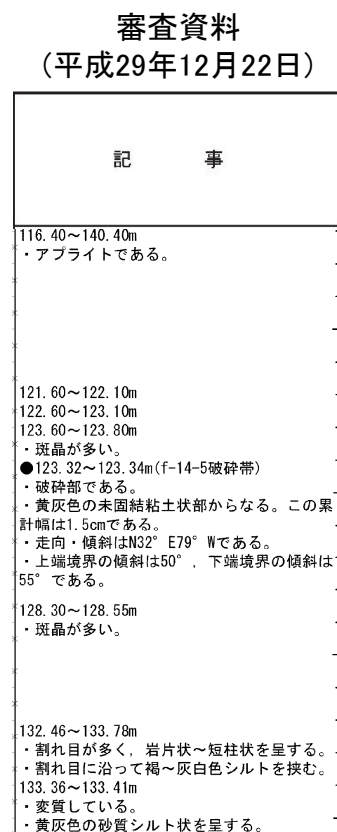 審査資料
（平成29年12月22日）
記　　事
116.40～140.40m
・アプライトである。
121.60～122.10m
122.60～123.10m
123.60～123.80m
・斑晶が多い。
●123.32～123.34m(f-14-5破砕帯)
・破砕部である。
・黄灰色の未固結粘土状部からなる。この累
計幅は1.5cmである。
・走向・傾斜はN32°E79°Wである。
・上端境界の傾斜は50°，下端境界の傾斜は
55°である。
128.30～128.55m
・斑晶が多い。
132.46～133.78m
・割れ目が多く，岩片状～短柱状を呈する。
・割れ目に沿って褐～灰白色シルトを挟む。
133.36～133.41m
・変質している。
・黄灰色の砂質シルト状を呈する。